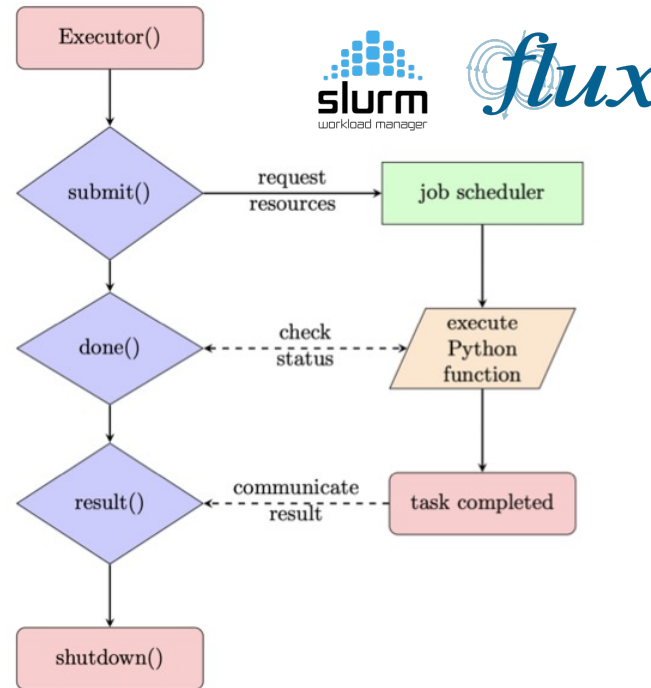 Executor()
slurm
workload manager
flux
submit()
request
resources
job scheduler
done()
check
status
execute
Python
function
result()
communicate
result
task completed
shutdown()